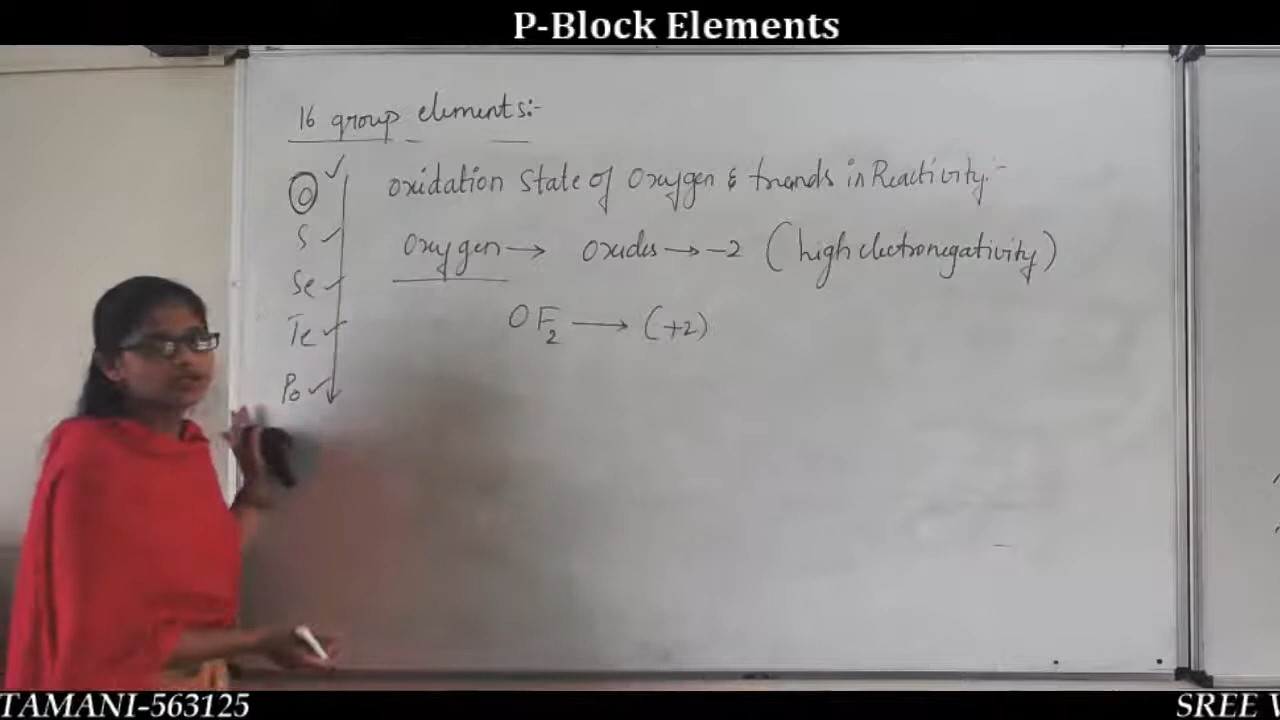 P-Block Elements
16 group elements:-
O ✓ oxidation state of oxygen & trends in Reactivity:-
S ✓ oxygen → oxides → -2 (high electronegativity)
Se ✓
Te ✓ OF₂ → (+2)
Po ✓
TAMANI-563125
SREE